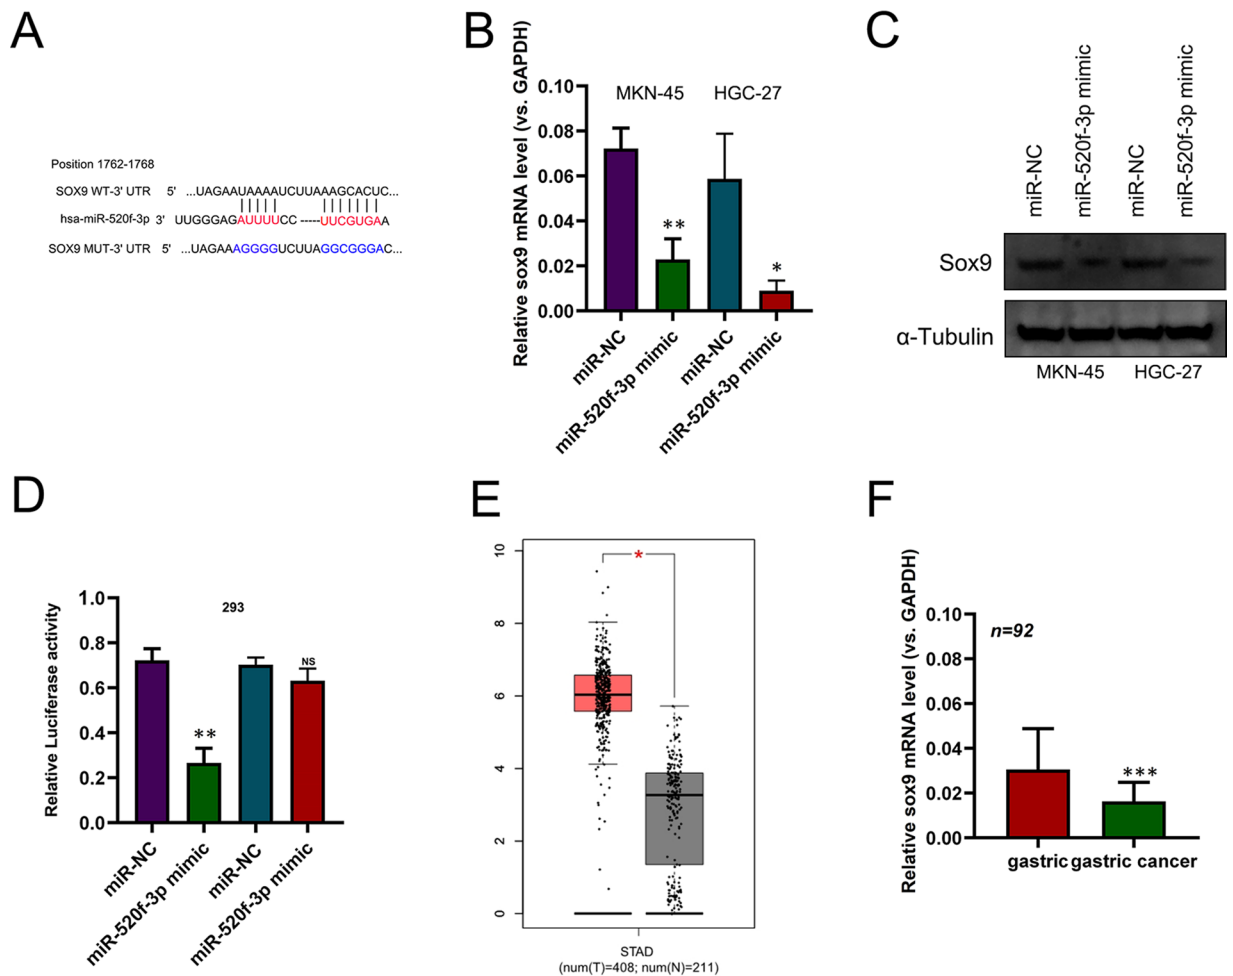 A
Position 1762-1768
SOX9 WT-3' UTR 5' ...UAGAAUAAAAUCUUAAAGCACUC...
hsa-miR-520f-3p 3' UUGGGAGAUUUUCC -----UUCGUGAA
SOX9 MUT-3' UTR 5' ...UAGAAAGGGGUCUUAGGCGGGAC...
B
Relative sox9 mRNA level (vs. GAPDH)
0.10
0.08
0.06
0.04
0.02
0.00
MKN-45 HGC-27
**
*
miR-NC
miR-520f-3p mimic
miR-NC
miR-520f-3p mimic
C
miR-NC
miR-520f-3p mimic
miR-NC
miR-520f-3p mimic
Sox9
α-Tubulin
MKN-45 HGC-27
D
Relative Luciferase activity
1.0
0.8
0.6
0.4
0.2
0.0
293
**
NS
miR-NC
miR-520f-3p mimic
miR-NC
miR-520f-3p mimic
E
10
8
6
4
2
0
*
STAD
(num(T)=408; num(N)=211)
F
Relative sox9 mRNA level (vs. GAPDH)
0.10
0.08
0.06
0.04
0.02
0.00
n=92
***
gastric gastric cancer